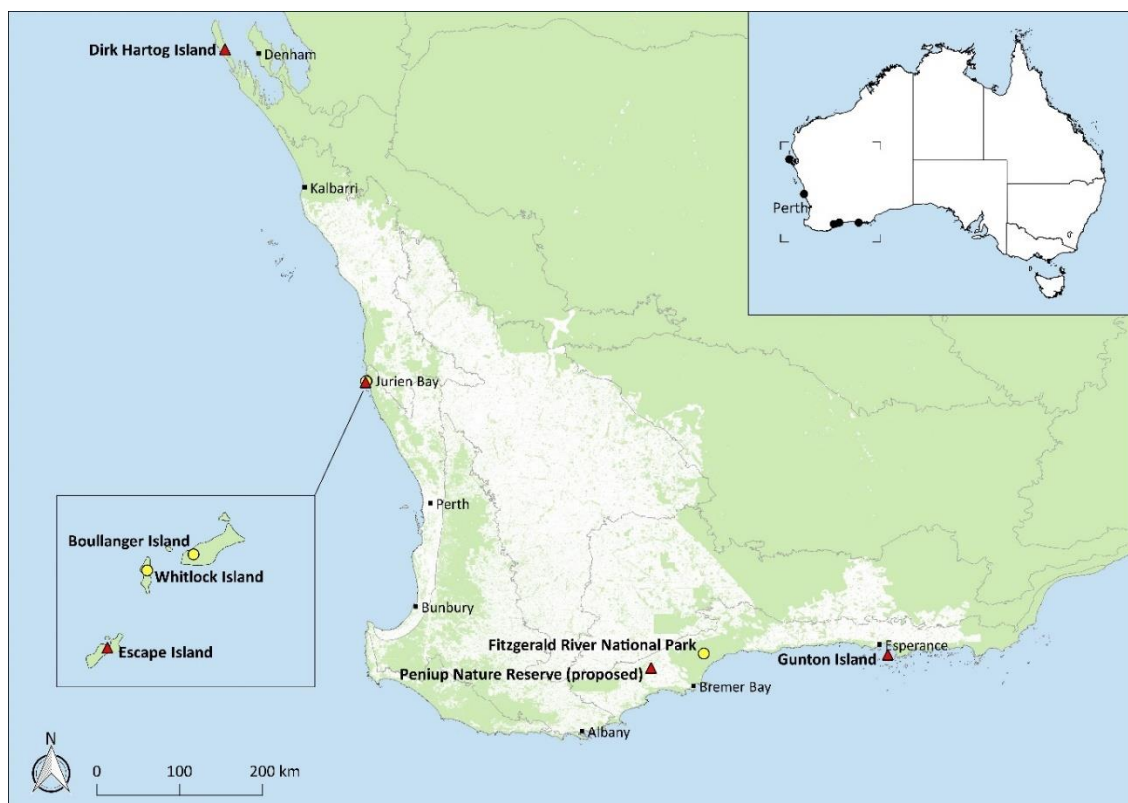 Dirk Hartog Island
Denham
Kalbarri
Perth
Jurien Bay
Perth
Boullanger Island
Whitlock Island
Escape Island
Bunbury
Fitzgerald River National Park
Esperance
Gunton Island
Peniup Nature Reserve (proposed)
Bremer Bay
Albany
N
0 100 200 km